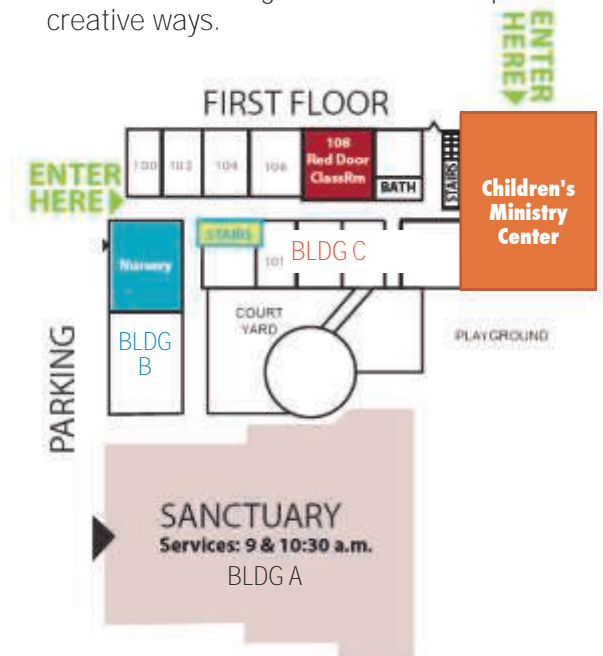 creative ways.
ENTER
HERE
FIRST FLOOR
100
102
104
106
108
Red Door
ClassRm
BATH
STAIRS
Children's
Ministry
Center
ENTER
HERE
STAIRS
101
BLDG C
Nursery
BLDG
B
COURT
YARD
PLAYGROUND
PARKING
SANCTUARY
Services: 9 & 10:30 a.m.
BLDG A